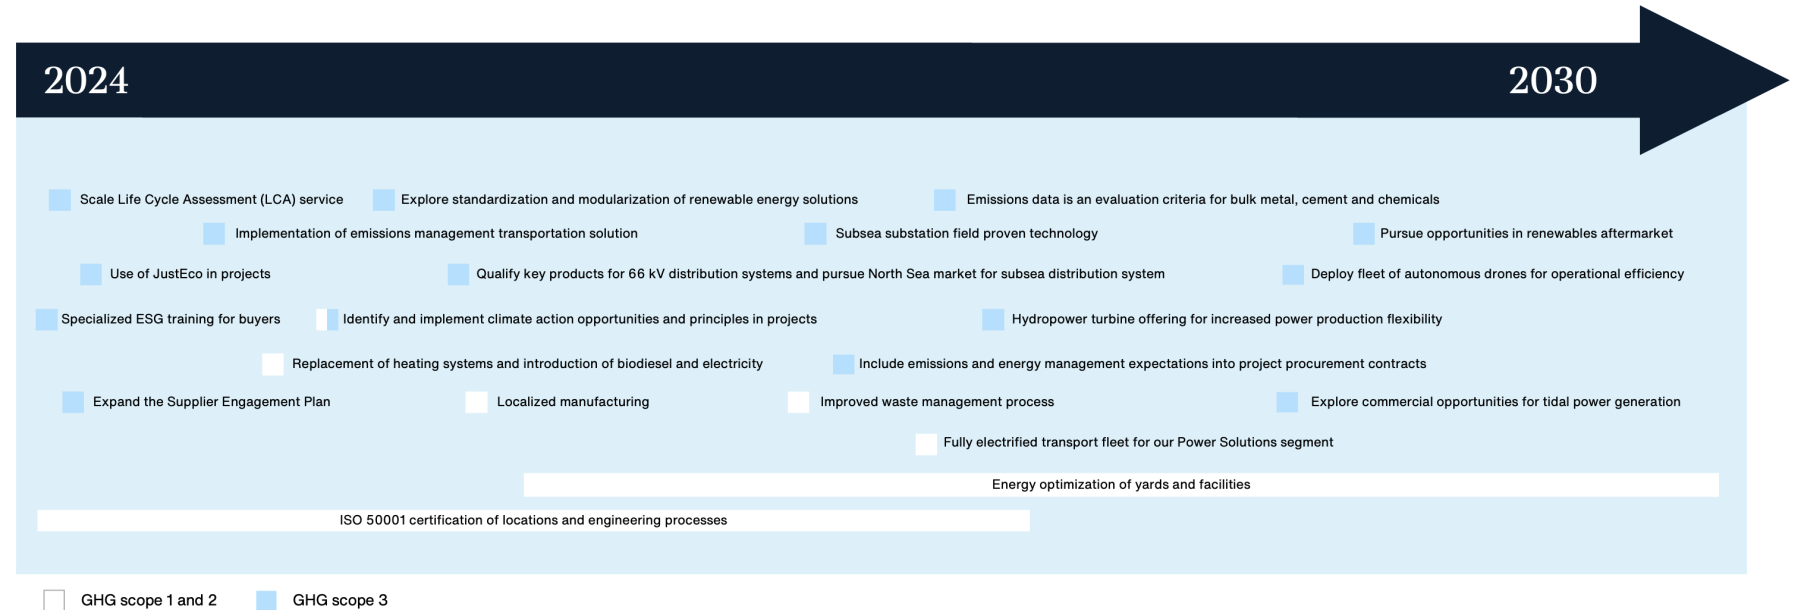 2024
2030
Scale Life Cycle Assessment (LCA) service
Explore standardization and modularization of renewable energy solutions
Emissions data is an evaluation criteria for bulk metal, cement and chemicals
Implementation of emissions management transportation solution
Subsea substation field proven technology
Pursue opportunities in renewables aftermarket
Use of JustEco in projects
Qualify key products for 66 kV distribution systems and pursue North Sea market for subsea distribution system
Deploy fleet of autonomous drones for operational efficiency
Specialized ESG training for buyers
Identify and implement climate action opportunities and principles in projects
Hydropower turbine offering for increased power production flexibility
Replacement of heating systems and introduction of biodiesel and electricity
Include emissions and energy management expectations into project procurement contracts
Expand the Supplier Engagement Plan
Localized manufacturing
Improved waste management process
Explore commercial opportunities for tidal power generation
Fully electrified transport fleet for our Power Solutions segment
Energy optimization of yards and facilities
ISO 50001 certification of locations and engineering processes
GHG scope 1 and 2
GHG scope 3